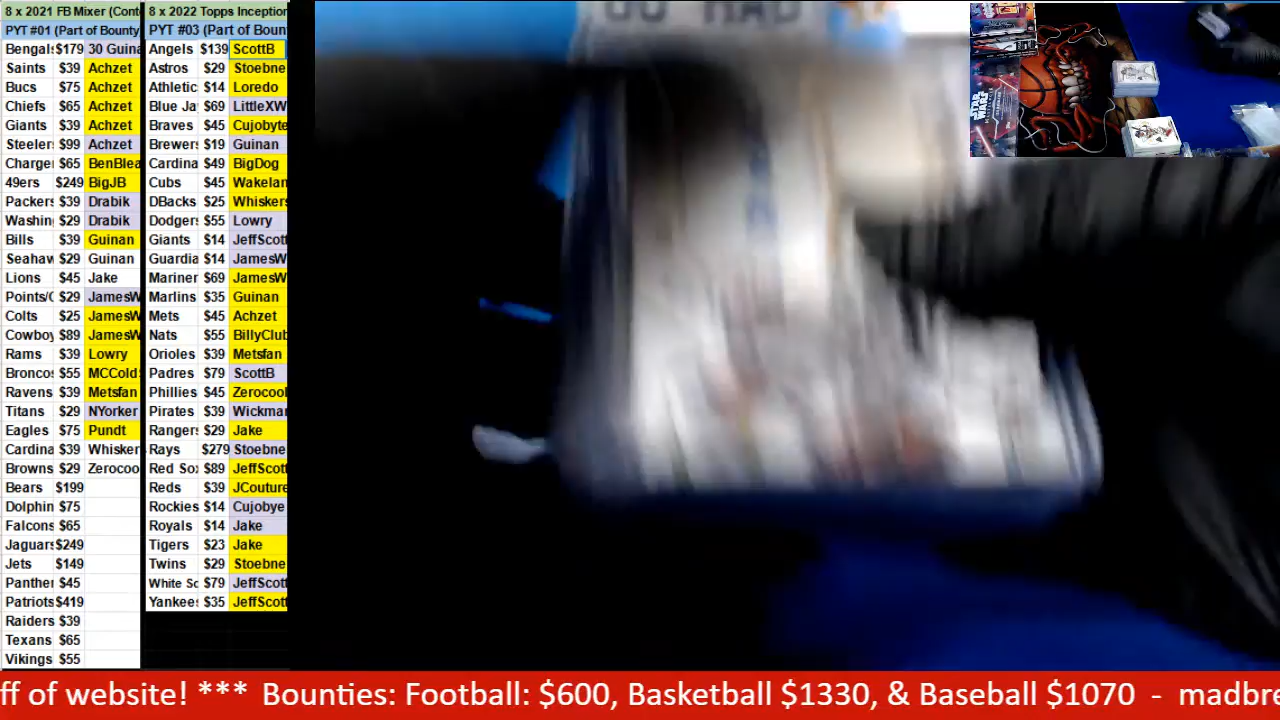 8 x 2021 FB Mixer (Cont
PYT #01 (Part of Bounty
Bengals $179 30 Guina
Saints $39 Achzet
Bucs $75 Achzet
Chiefs $65 Achzet
Giants $39 Achzet
Steelers $99 Achzet
Charge $65 BenBlea
49ers $249 BigJB
Packers $39 Drabik
Washin $29 Drabik
Bills $39 Guinan
Seahaw $29 Guinan
Lions $45 Jake
Points/ $29 JamesW
Colts $25 JamesW
Cowboy $89 JamesW
Rams $39 Lowry
Broncos $55 MCCold
Ravens $39 Metsfan
Titans $29 NYorker
Eagles $75 Pundt
Cardina $39 Whisker
Browns $29 Zerocoo
Bears $199
Dolphin $75
Falcons $65
Jaguars $249
Jets $149
Panther $45
Patriots $419
Raiders $39
Texans $65
Vikings $55
8 x 2022 Topps Inception
PYT #03 (Part of Boun
Angels $139 ScottB
Astros $29 Stoebne
Athletic $14 Loredo
Blue Ja $69 LittleXW
Braves $45 Cujobyte
Brewers $19 Guinan
Cardina $49 BigDog
Cubs $45 Wakelan
DBacks $25 Whiskers
Dodgers $55 Lowry
Giants $14 JeffScott
Guardia $14 JamesW
Mariner $69 JamesW
Marlins $35 Guinan
Mets $45 Achzet
Nats $55 BillyClub
Orioles $39 Metsfan
Padres $79 ScottB
Phillies $45 Zerocool
Pirates $39 Wickman
Rangers $29 Jake
Rays $279 Stoebne
Red Sox $89 JeffScott
Reds $39 JCouture
Rockies $14 Cujobye
Royals $14 Jake
Tigers $23 Jake
Twins $29 Stoebne
White So $79 JeffScott
Yankees $35 JeffScott
STAR WARS
ff of website! *** Bounties: Football: $600, Basketball $1330, & Baseball $1070 - madbre